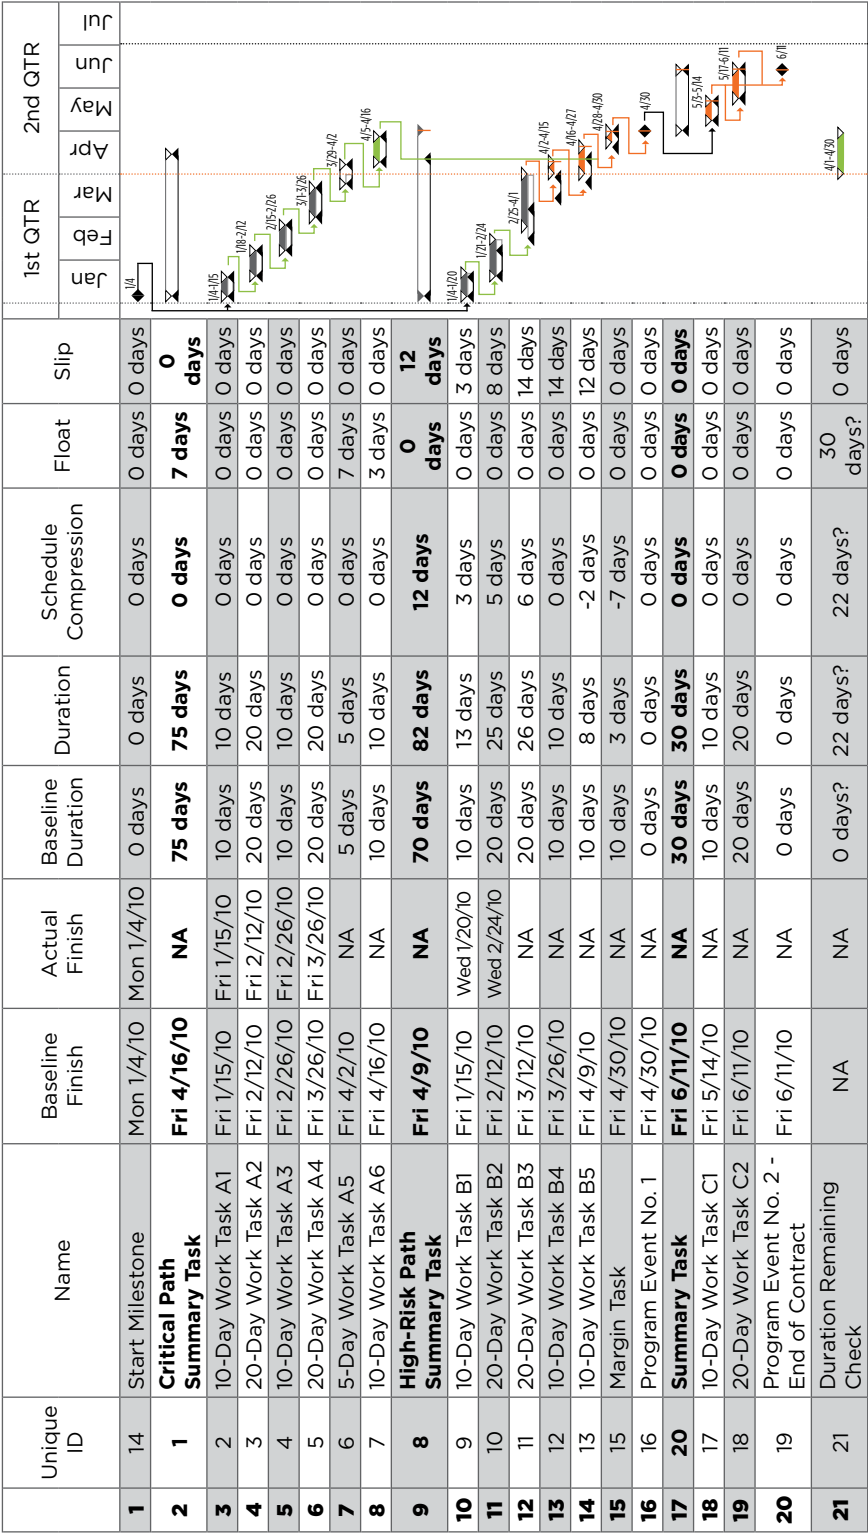 Unique ID Name Baseline Finish Actual Finish Baseline Duration Duration Schedule Compression Float Slip 1st QTR 2nd QTR
Jan Feb Mar Apr May Jun Jul
1 14 Start Milestone Mon 1/4/10 Mon 1/4/10 0 days 0 days 0 days 0 days 0 days 1/4
2 1 Critical Path Summary Task Fri 4/16/10 NA 75 days 75 days 0 days 7 days 0 days
3 2 10-Day Work Task A1 Fri 1/15/10 Fri 1/15/10 10 days 10 days 0 days 0 days 0 days 1/4-1/15
4 3 20-Day Work Task A2 Fri 2/12/10 Fri 2/12/10 20 days 20 days 0 days 0 days 0 days 1/18-2/12
5 4 10-Day Work Task A3 Fri 2/26/10 Fri 2/26/10 10 days 10 days 0 days 0 days 0 days 2/15-2/26
6 5 20-Day Work Task A4 Fri 3/26/10 Fri 3/26/10 20 days 20 days 0 days 0 days 0 days 3/1-3/26
7 6 5-Day Work Task A5 Fri 4/2/10 NA 5 days 5 days 0 days 7 days 0 days 3/29-4/2
8 7 10-Day Work Task A6 Fri 4/16/10 NA 10 days 10 days 0 days 3 days 0 days 4/5-4/16
9 8 High-Risk Path Summary Task Fri 4/9/10 NA 70 days 82 days 12 days 0 days 12 days
10 9 10-Day Work Task B1 Fri 1/15/10 Wed 1/20/10 10 days 13 days 3 days 0 days 3 days 1/4-1/20
11 10 20-Day Work Task B2 Fri 2/12/10 Wed 2/24/10 20 days 25 days 5 days 0 days 8 days 1/21-2/24
12 11 20-Day Work Task B3 Fri 3/12/10 NA 20 days 26 days 6 days 0 days 14 days 2/25-4/1
13 12 10-Day Work Task B4 Fri 3/26/10 NA 10 days 10 days 0 days 0 days 14 days 4/2-4/15
14 13 10-Day Work Task B5 Fri 4/9/10 NA 10 days 8 days -2 days 0 days 12 days 4/16-4/27
15 15 Margin Task Fri 4/30/10 NA 10 days 3 days -7 days 0 days 0 days 4/28-4/30
16 16 Program Event No. 1 Fri 4/30/10 NA 0 days 0 days 0 days 0 days 0 days 4/30
17 20 Summary Task Fri 6/11/10 NA 30 days 30 days 0 days 0 days 0 days
18 17 10-Day Work Task C1 Fri 5/14/10 NA 10 days 10 days 0 days 0 days 0 days 5/3-5/14
19 18 20-Day Work Task C2 Fri 6/11/10 NA 20 days 20 days 0 days 0 days 0 days 5/17-6/11
20 19 Program Event No. 2 - End of Contract Fri 6/11/10 NA 0 days 0 days 0 days 0 days 0 days 6/11
21 21 Duration Remaining Check NA NA 0 days? 22 days? 22 days? 30 days? 0 days 4/1-4/30